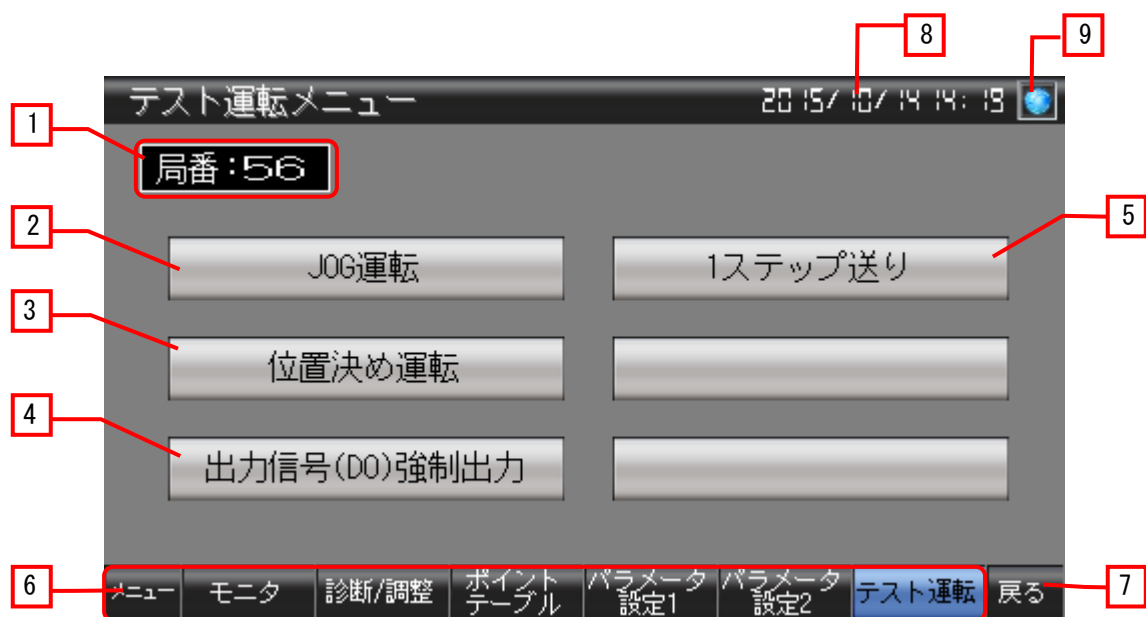 8
9
テスト運転メニュー
2015/10/14 14:19
1
局番:56
2
5
JOG運転
1ステップ送り
3
位置決め運転
4
出力信号(DO)強制出力
6
メニュー
モニタ
診断/調整
ポイント
テーブル
パラメータ
設定1
パラメータ
設定2
テスト運転
戻る
7